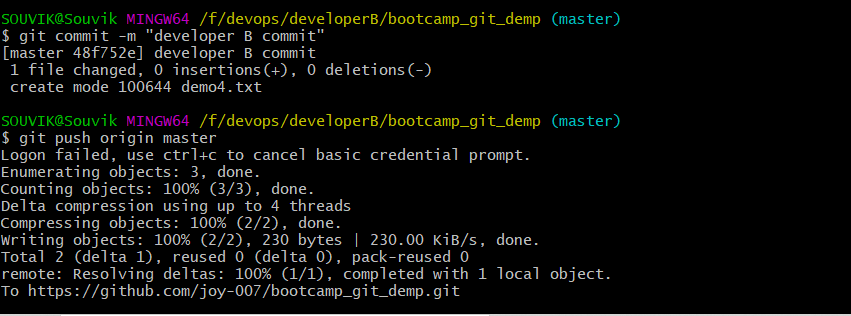 SOUVIK@Souvik MINGW64 /f/devops/developerB/bootcamp_git_demp (master)
$ git commit -m "developer B commit"
[master 48f752e] developer B commit
 1 file changed, 0 insertions(+), 0 deletions(-)
 create mode 100644 demo4.txt
SOUVIK@Souvik MINGW64 /f/devops/developerB/bootcamp_git_demp (master)
$ git push origin master
Logon failed, use ctrl+c to cancel basic credential prompt.
Enumerating objects: 3, done.
Counting objects: 100% (3/3), done.
Delta compression using up to 4 threads
Compressing objects: 100% (2/2), done.
Writing objects: 100% (2/2), 230 bytes | 230.00 KiB/s, done.
Total 2 (delta 1), reused 0 (delta 0), pack-reused 0
remote: Resolving deltas: 100% (1/1), completed with 1 local object.
To https://github.com/joy-007/bootcamp_git_demp.git